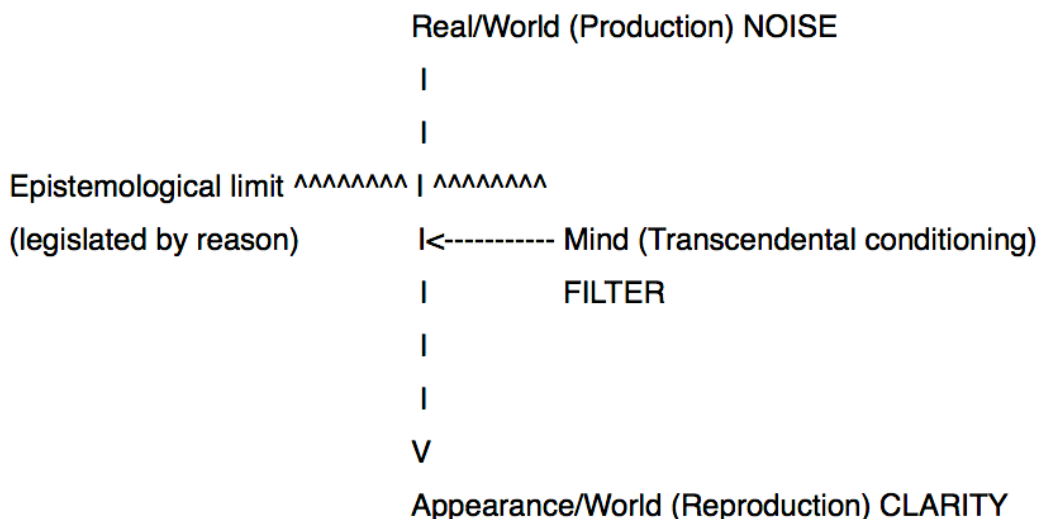 Real/World (Production) NOISE
|
|
Epistemological limit ^^^^^^^^ | ^^^^^^^^
(legislated by reason) |<----------- Mind (Transcendental conditioning)
| FILTER
|
|
V
Appearance/World (Reproduction) CLARITY